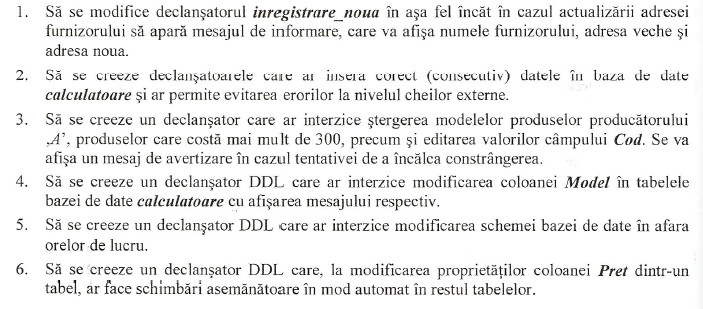 1. Să se modifice declanşatorul inregistrare_noua în aşa fel încât în cazul actualizării adresei
furnizorului să apară mesajul de informare, care va afişa numele furnizorului, adresa veche şi
adresa noua.
2. Să se creeze declanşatoarele care ar insera corect (consecutiv) datele în baza de date
calculatoare şi ar permite evitarea erorilor la nivelul cheilor externe.
3. Să se creeze un declanşator care ar interzice ştergerea modelelor produselor producătorului
‚A’, produselor care costă mai mult de 300, precum şi editarea valorilor câmpului Cod. Se va
afişa un mesaj de avertizare în cazul tentativei de a încălca constrângerea.
4. Să se creeze un declanşator DDL care ar interzice modificarea coloanei Model în tabelele
bazei de date calculatoare cu afişarea mesajului respectiv.
5. Să se creeze un declanşator DDL care ar interzice modificarea schemei bazei de date în afara
orelor de lucru.
6. Să se creeze un declanşator DDL care, la modificarea proprietăţilor coloanei Pret dintr-un
tabel, ar face schimbări asemănătoare în mod automat în restul tabelelor.